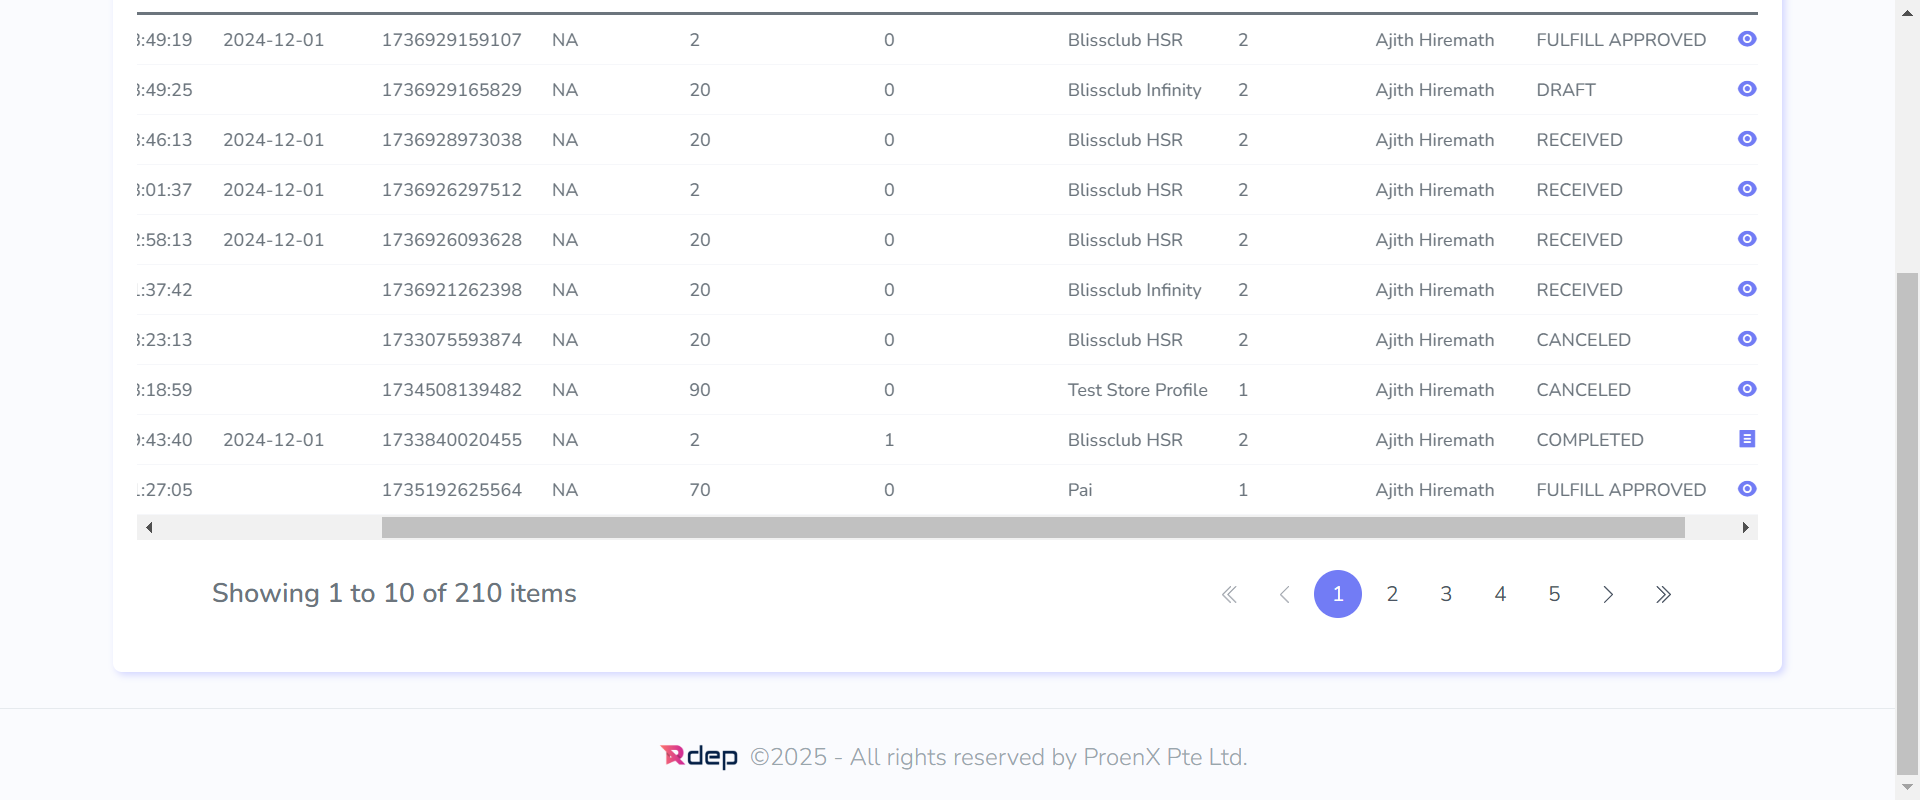 :49:19 2024-12-01 1736929159107 NA 2 0 Blissclub HSR 2 Ajith Hiremath FULFILL APPROVED
:49:25 1736929165829 NA 20 0 Blissclub Infinity 2 Ajith Hiremath DRAFT
:46:13 2024-12-01 1736928973038 NA 20 0 Blissclub HSR 2 Ajith Hiremath RECEIVED
:01:37 2024-12-01 1736926297512 NA 2 0 Blissclub HSR 2 Ajith Hiremath RECEIVED
:58:13 2024-12-01 1736926093628 NA 20 0 Blissclub HSR 2 Ajith Hiremath RECEIVED
:37:42 1736921262398 NA 20 0 Blissclub Infinity 2 Ajith Hiremath RECEIVED
:23:13 1733075593874 NA 20 0 Blissclub HSR 2 Ajith Hiremath CANCELED
:18:59 1734508139482 NA 90 0 Test Store Profile 1 Ajith Hiremath CANCELED
:43:40 2024-12-01 1733840020455 NA 2 1 Blissclub HSR 2 Ajith Hiremath COMPLETED
:27:05 1735192625564 NA 70 0 Pai 1 Ajith Hiremath FULFILL APPROVED
Showing 1 to 10 of 210 items 1 2 3 4 5
Rdep ©2025 - All rights reserved by ProenX Pte Ltd.